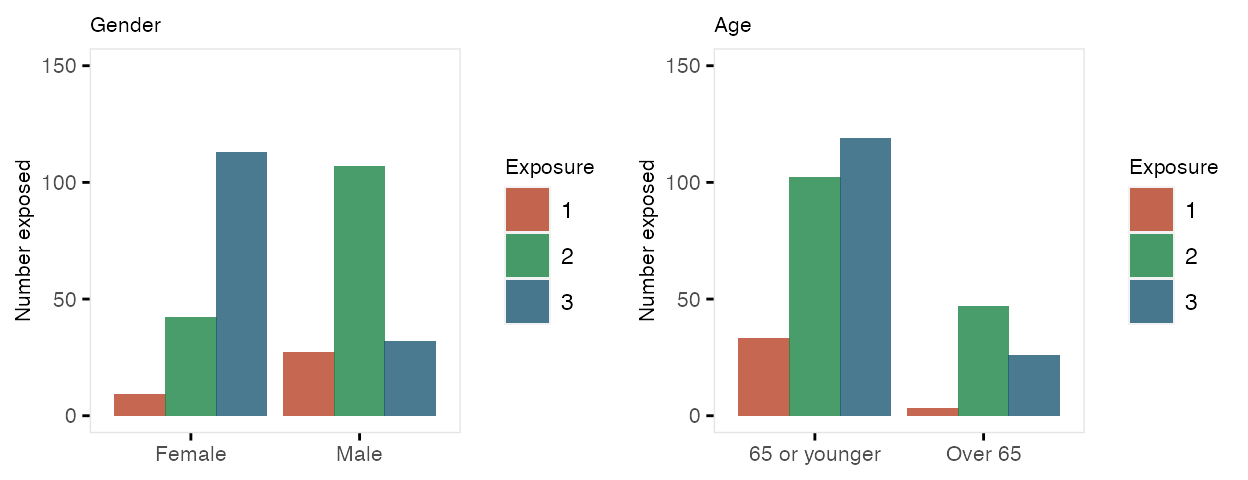 Gender
Number exposed
150
100
50
0
Female Male
Exposure
1
2
3
Age
Number exposed
150
100
50
0
65 or younger Over 65
Exposure
1
2
3